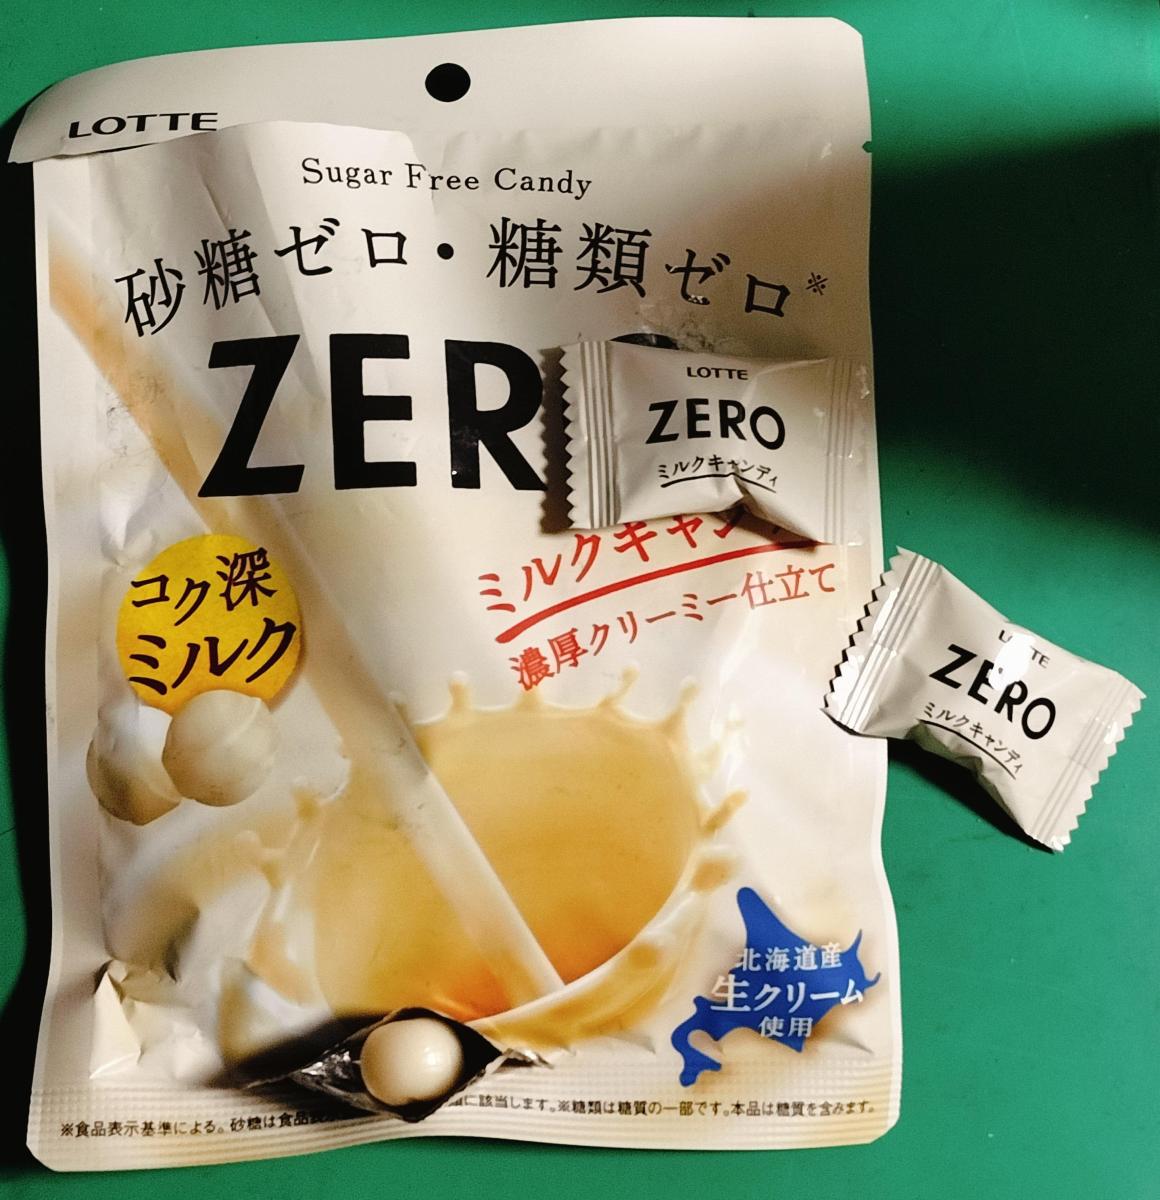 LOTTE
Sugar Free Candy
砂糖ゼロ・糖類ゼロ※
ZER
LOTTE
ZERO
ミルクキャンディ
ミルクキャン
濃厚クリーミー仕立て
コク深
ミルク
ZERO
ミルクキャンディ
北海道産
生クリーム
使用
※食品表示基準による。砂糖は食品表 類に該当します。※糖類は糖質の一部です。本品は糖質を含みます。